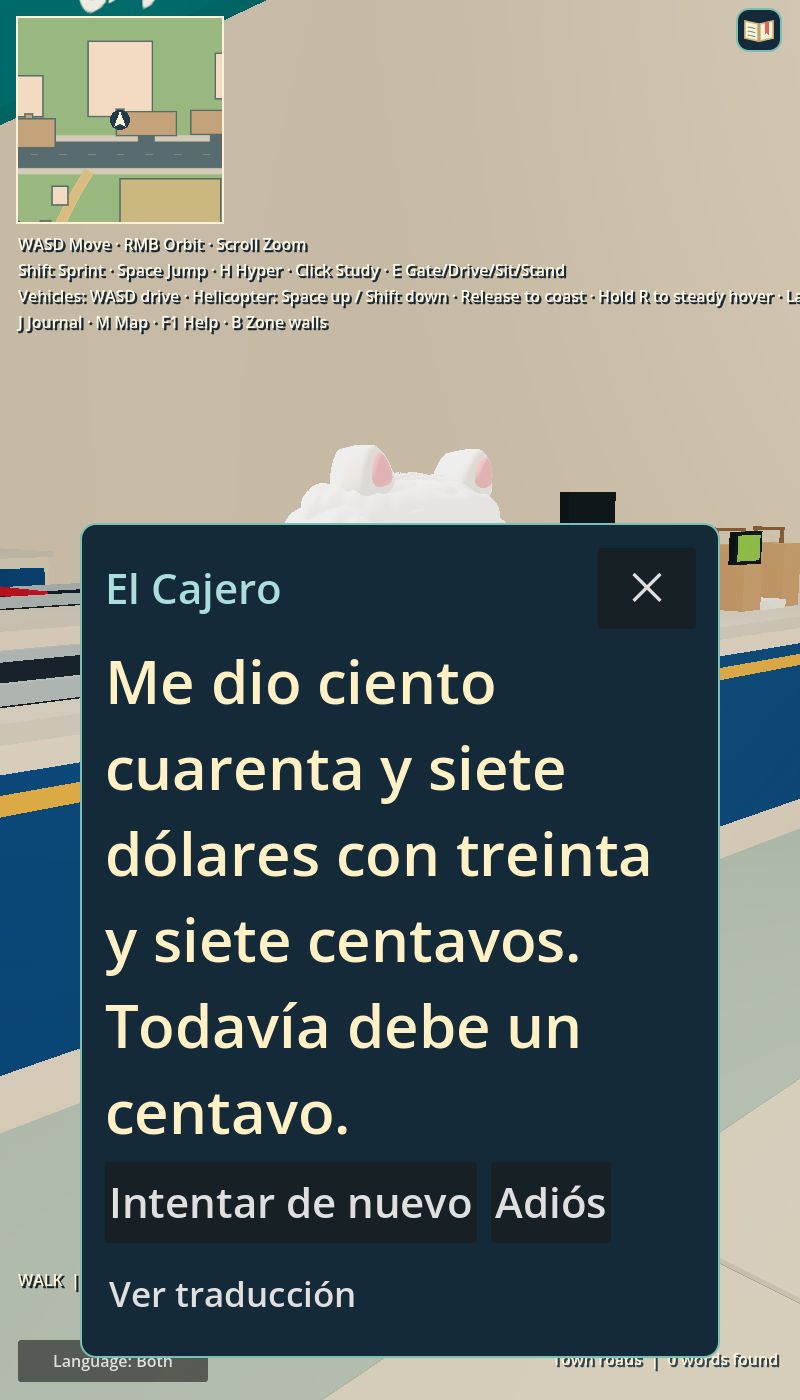 WASD Move · RMB Orbit · Scroll Zoom
Shift Sprint · Space Jump · H Hyper · Click Study · E Gate/Drive/Sit/Stand
Vehicles: WASD drive · Helicopter: Space up / Shift down · Release to coast · Hold R to steady hover ·
J Journal · M Map · F1 Help · B Zone walls
El Cajero
Me dio ciento
cuarenta y siete
dólares con treinta
y siete centavos.
Todavía debe un
centavo.
Intentar de nuevo Adiós
Ver traducción
WALK |
Language: Both
Town roads | 0 words found